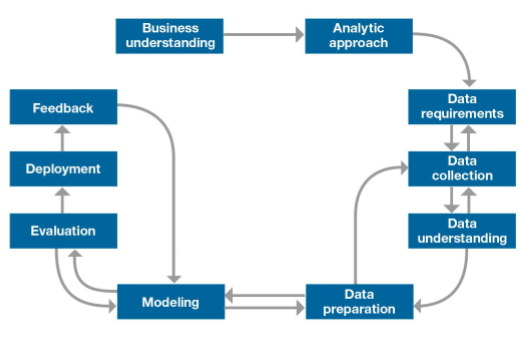 Business
understanding
Analytic
approach
Data
requirements
Data
collection
Data
understanding
Data
preparation
Modeling
Evaluation
Deployment
Feedback